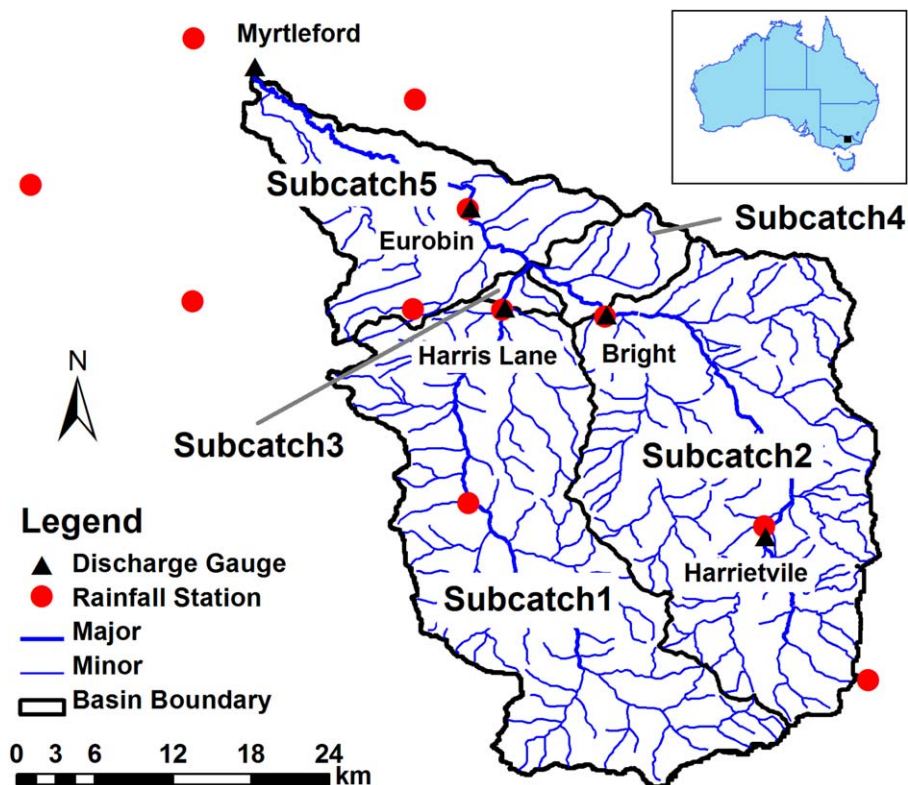 Myrtleford
Subcatch5
Subcatch4
Eurobin
N
Harris Lane
Bright
Subcatch3
Subcatch2
Legend
Discharge Gauge
Harrietvile
Rainfall Station
Subcatch1
Major
Minor
Basin Boundary
0 3 6 12 18 24
km